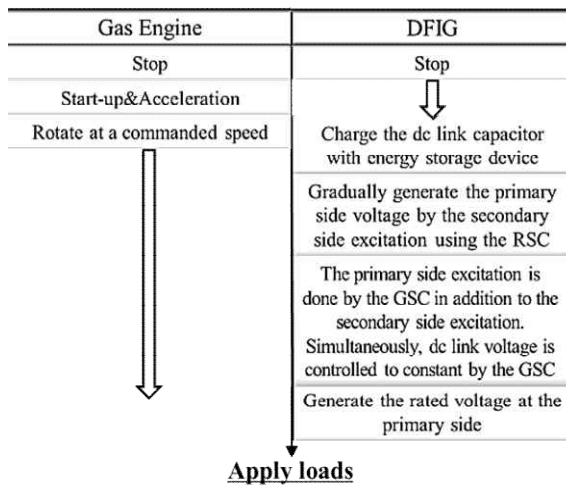 Gas Engine
DFIG
Stop
Stop
Start-up&Acceleration
Rotate at a commanded speed
Charge the dc link capacitor
with energy storage device
Gradually generate the primary
side voltage by the secondary
side excitation using the RSC
The primary side excitation is
done by the GSC in addition to the
secondary side excitation.
Simultaneously, dc link voltage is
controlled to constant by the GSC
Generate the rated voltage at the
primary side
Apply loads